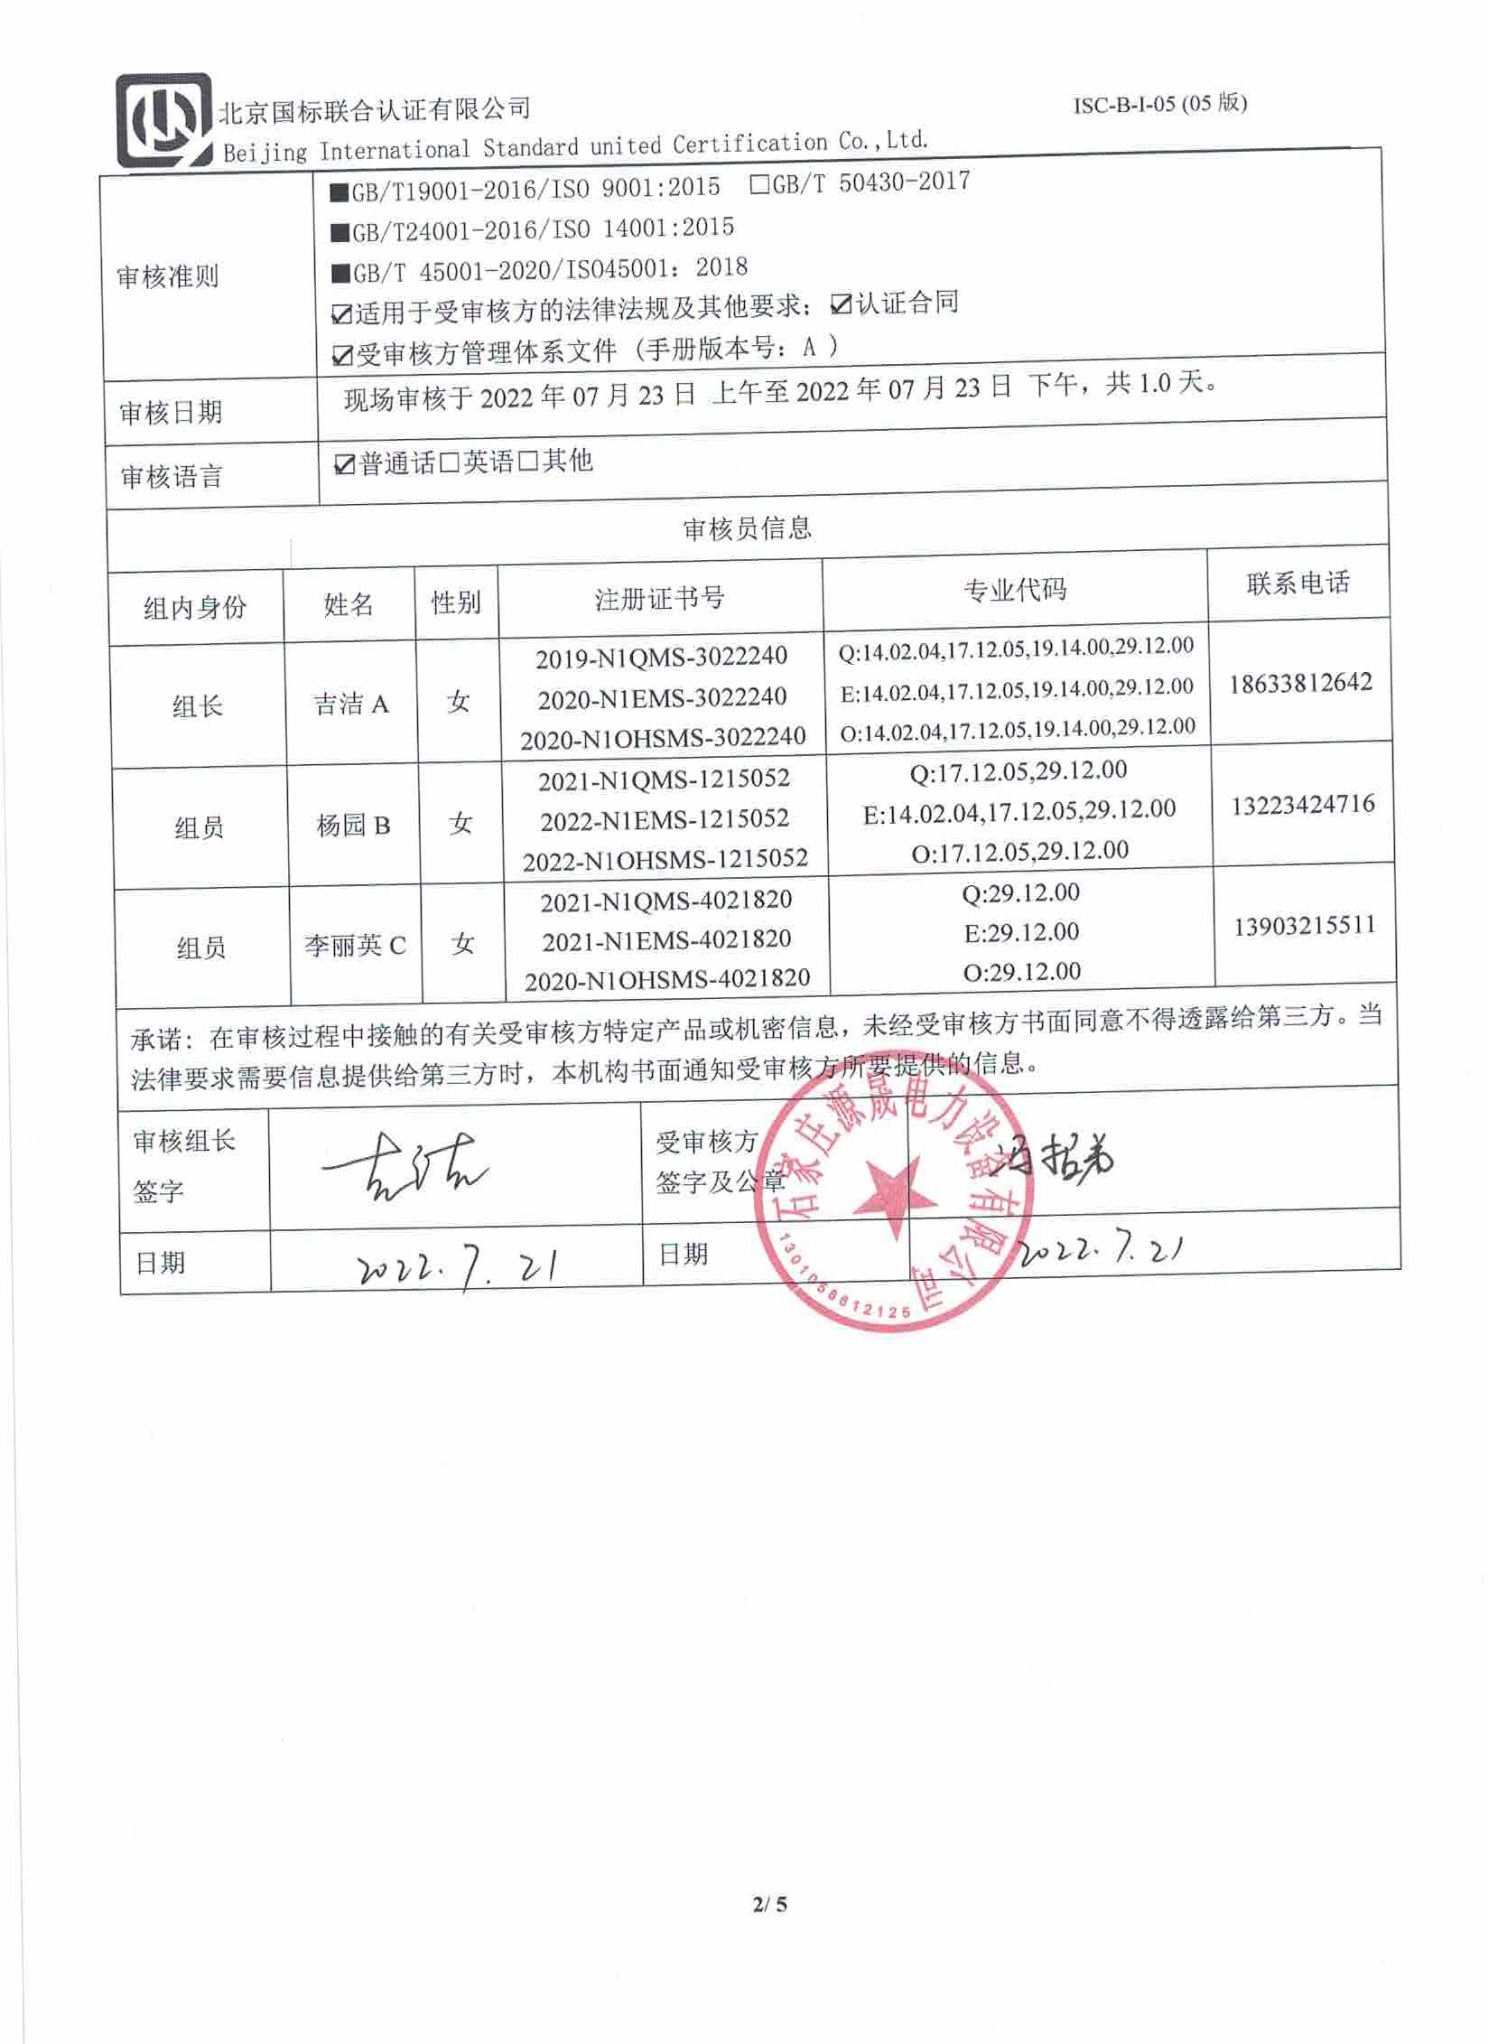 北京国标联合认证有限公司 ISC-B-I-05 (05 版)
Beijing International Standard united Certification Co.,Ltd.
审核准则
■GB/T19001-2016/ISO 9001:2015 □GB/T 50430-2017
■GB/T24001-2016/ISO 14001:2015
■GB/T 45001-2020/ISO45001：2018
☑适用于受审核方的法律法规及其他要求；☑认证合同
☑受审核方管理体系文件（手册版本号：A ）
审核日期 现场审核于 2022 年 07 月 23 日 上午至 2022 年 07 月 23 日 下午，共 1.0 天。
审核语言 ☑普通话□英语□其他
审核员信息
组内身份 姓名 性别 注册证书号 专业代码 联系电话
组长 吉洁 A 女 18633812642
2019-N1QMS-3022240 Q:14.02.04,17.12.05,19.14.00,29.12.00
2020-N1EMS-3022240 E:14.02.04,17.12.05,19.14.00,29.12.00
2020-N1OHSMS-3022240 O:14.02.04,17.12.05,19.14.00,29.12.00
组员 杨园 B 女 13223424716
2021-N1QMS-1215052 Q:17.12.05,29.12.00
2022-N1EMS-1215052 E:14.02.04,17.12.05,29.12.00
2022-N1OHSMS-1215052 O:17.12.05,29.12.00
组员 李丽英 C 女 13903215511
2021-N1QMS-4021820 Q:29.12.00
2021-N1EMS-4021820 E:29.12.00
2020-N1OHSMS-4021820 O:29.12.00
承诺：在审核过程中接触的有关受审核方特定产品或机密信息，未经受审核方书面同意不得透露给第三方。当
法律要求需要信息提供给第三方时，本机构书面通知受审核方所要提供的信息。
审核组长
签字
吉洁
受审核方
签字及公章
冯招弟
石家庄源晟电力设备有限公司
日期 2022.7.21 日期 2022.7.21
2/ 5